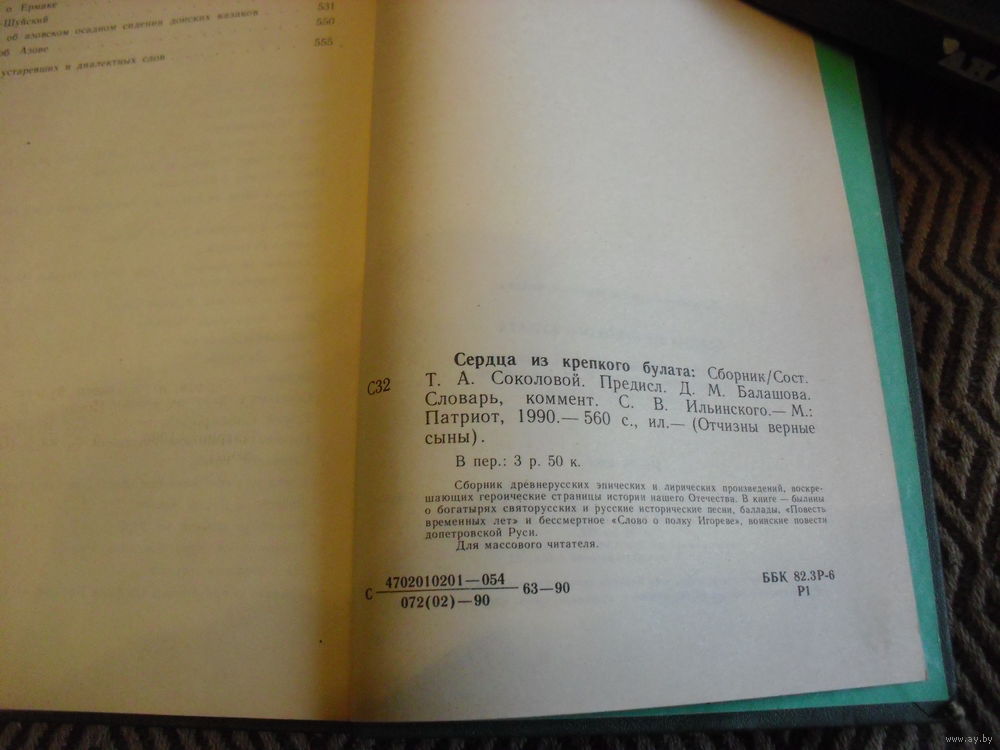 о Ермаке
531
-Шуйский
об азовском осадном сидении донских казаков
550
об Азове
555
устаревших и диалектных слов
Сердца из крепкого булата: Сборник/Сост.
С32
Т. А. Соколовой. Предисл. Д. М. Балашова.
Словарь, коммент. С. В. Ильинского.— М.:
Патриот, 1990.— 560 с., ил.— (Отчизны верные
сыны).
В пер.: 3 р. 50 к.
Сборник древнерусских эпических и лирических произведений, воскре-
шающих героические страницы истории нашего Отечества. В книге — былины
о богатырях святорусских и русские исторические песни, баллады, «Повесть
временных лет» и бессмертное «Слово о полку Игореве», воинские повести
допетровской Руси.
Для массового читателя.
С 4702010201—054
072(02)—90
63—90
ББК 82.3Р-6
Р1
www.ay.by